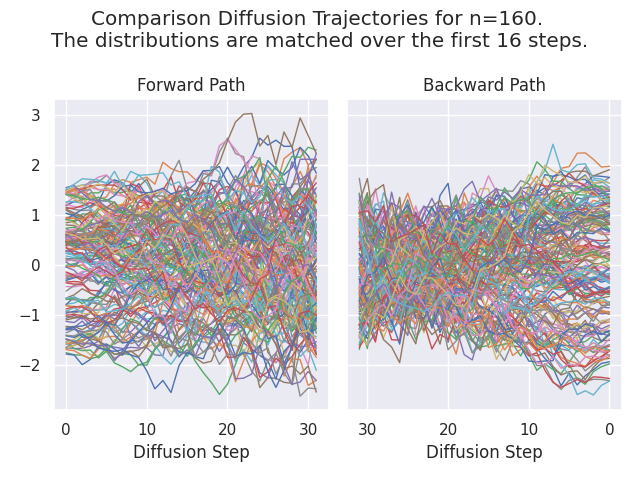 Comparison Diffusion Trajectories for n=160.
The distributions are matched over the first 16 steps.
Forward Path
Backward Path
3
2
1
0
−1
−2
0 10 20 30
30 20 10 0
Diffusion Step
Diffusion Step